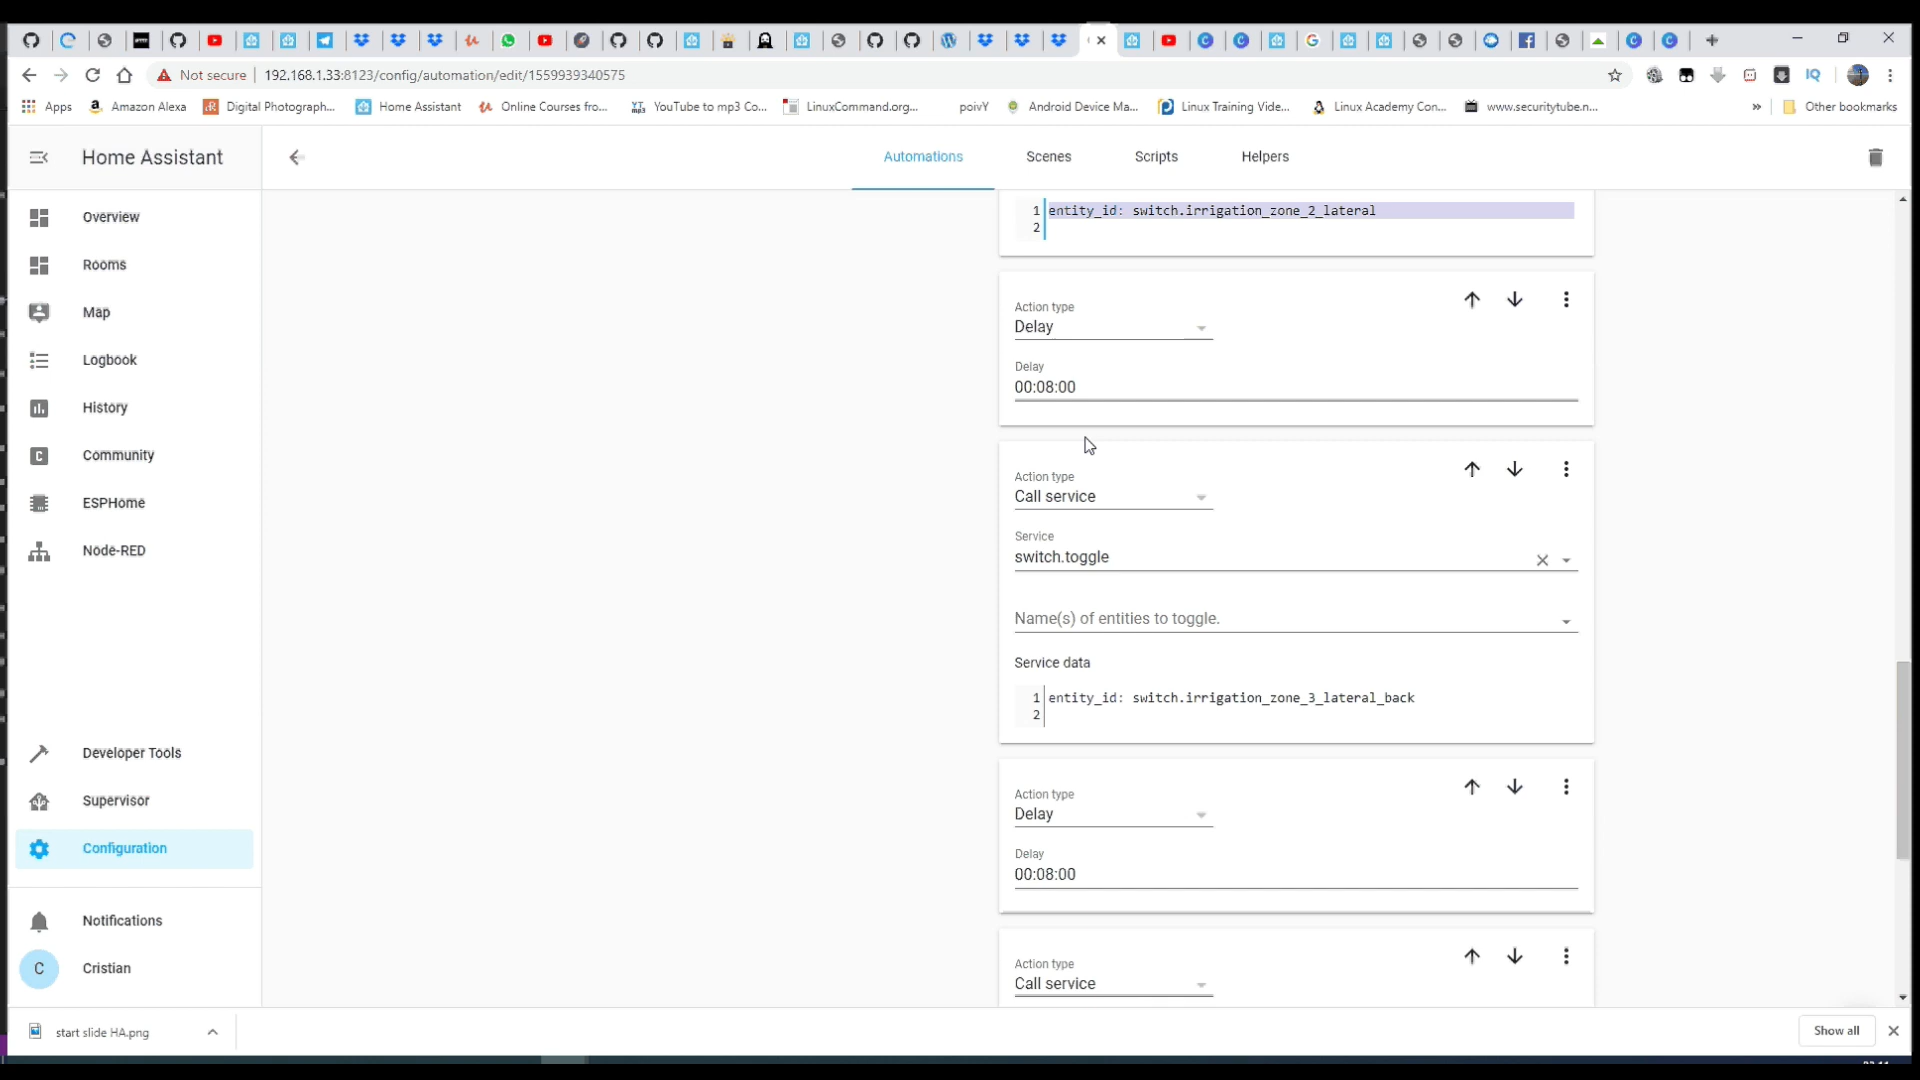 Not secure
192.168.1.33:8123/config/automation/edit/1559939340575
IQ
Apps
Amazon Alexa
Digital Photograph...
Home Assistant
Online Courses fro...
YouTube to mp3 Co...
LinuxCommand.org...
poivY
Android Device Ma...
Linux Training Vide...
Linux Academy Con...
www.securitytube.n...
»
Other bookmarks
Home Assistant
Automations
Scenes
Scripts
Helpers
Overview
Rooms
Map
Logbook
History
Community
ESPHome
Node-RED
Developer Tools
Supervisor
Configuration
Notifications
C
Cristian
1 entity_id: switch.irrigation_zone_2_lateral
2
Action type
Delay
Delay
00:08:00
Action type
Call service
Service
switch.toggle
Name(s) of entities to toggle.
Service data
1 entity_id: switch.irrigation_zone_3_lateral_back
2
Action type
Delay
Delay
00:08:00
Action type
Call service
start slide HA.png
Show all